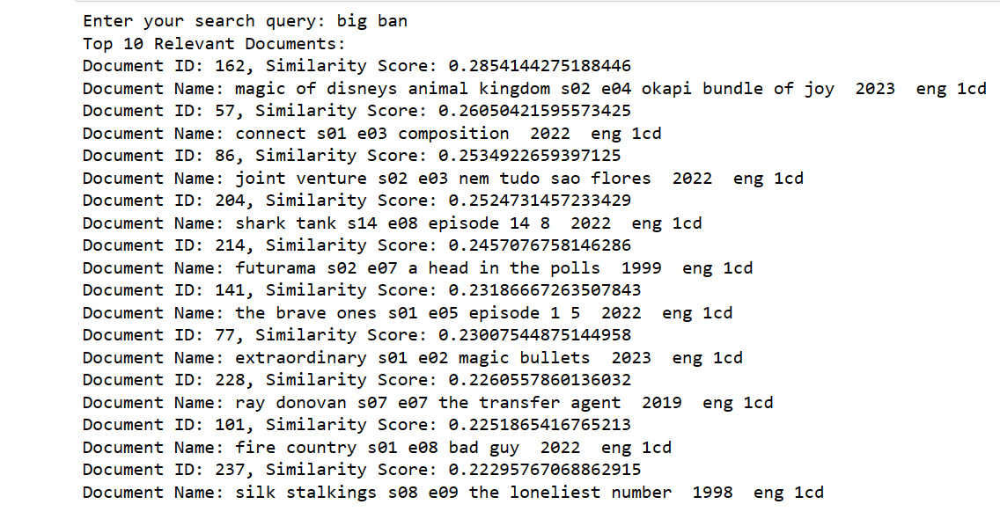 Enter your search query: big ban
Top 10 Relevant Documents:
Document ID: 162, Similarity Score: 0.2854144275188446
Document Name: magic of disneys animal kingdom s02 e04 okapi bundle of joy  2023  eng 1cd
Document ID: 57, Similarity Score: 0.26050421595573425
Document Name: connect s01 e03 composition  2022  eng 1cd
Document ID: 86, Similarity Score: 0.2534922659397125
Document Name: joint venture s02 e03 nem tudo sao flores  2022  eng 1cd
Document ID: 204, Similarity Score: 0.2524731457233429
Document Name: shark tank s14 e08 episode 14 8  2022  eng 1cd
Document ID: 214, Similarity Score: 0.2457076758146286
Document Name: futurama s02 e07 a head in the polls  1999  eng 1cd
Document ID: 141, Similarity Score: 0.23186667263507843
Document Name: the brave ones s01 e05 episode 1 5  2022  eng 1cd
Document ID: 77, Similarity Score: 0.23007544875144958
Document Name: extraordinary s01 e02 magic bullets  2023  eng 1cd
Document ID: 228, Similarity Score: 0.2260557860136032
Document Name: ray donovan s07 e07 the transfer agent  2019  eng 1cd
Document ID: 101, Similarity Score: 0.2251865416765213
Document Name: fire country s01 e08 bad guy  2022  eng 1cd
Document ID: 237, Similarity Score: 0.22295767068862915
Document Name: silk stalkings s08 e09 the loneliest number  1998  eng 1cd